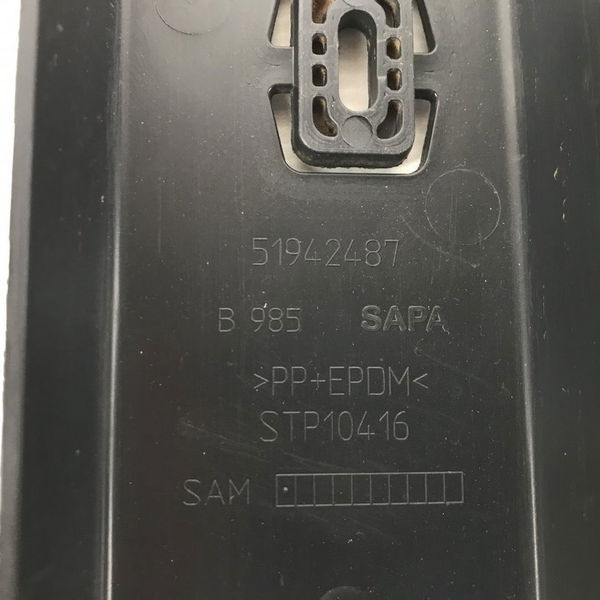 51942487
B 985 SAPA
>PP+EPDM<
STP10416
SAM